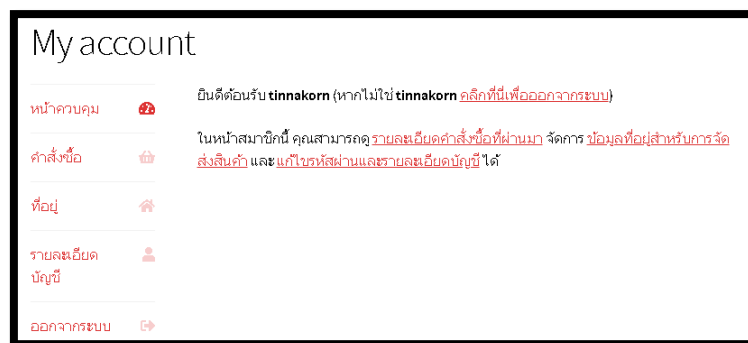 My account
หน้าควบคุม
คำสั่งซื้อ
ที่อยู่
รายละเอียด
บัญชี
ออกจากระบบ
ยินดีต้อนรับ tinnakorn (หากไม่ใช่ tinnakorn คลิกที่นี่เพื่อออกจากระบบ)
ในหน้าสมาชิกนี้ คุณสามารถดู รายละเอียดคำสั่งซื้อที่ผ่านมา จัดการ ข้อมูลที่อยู่สำหรับการจัด
ส่งสินค้า และ แก้ไขรหัสผ่านและรายละเอียดบัญชี ได้